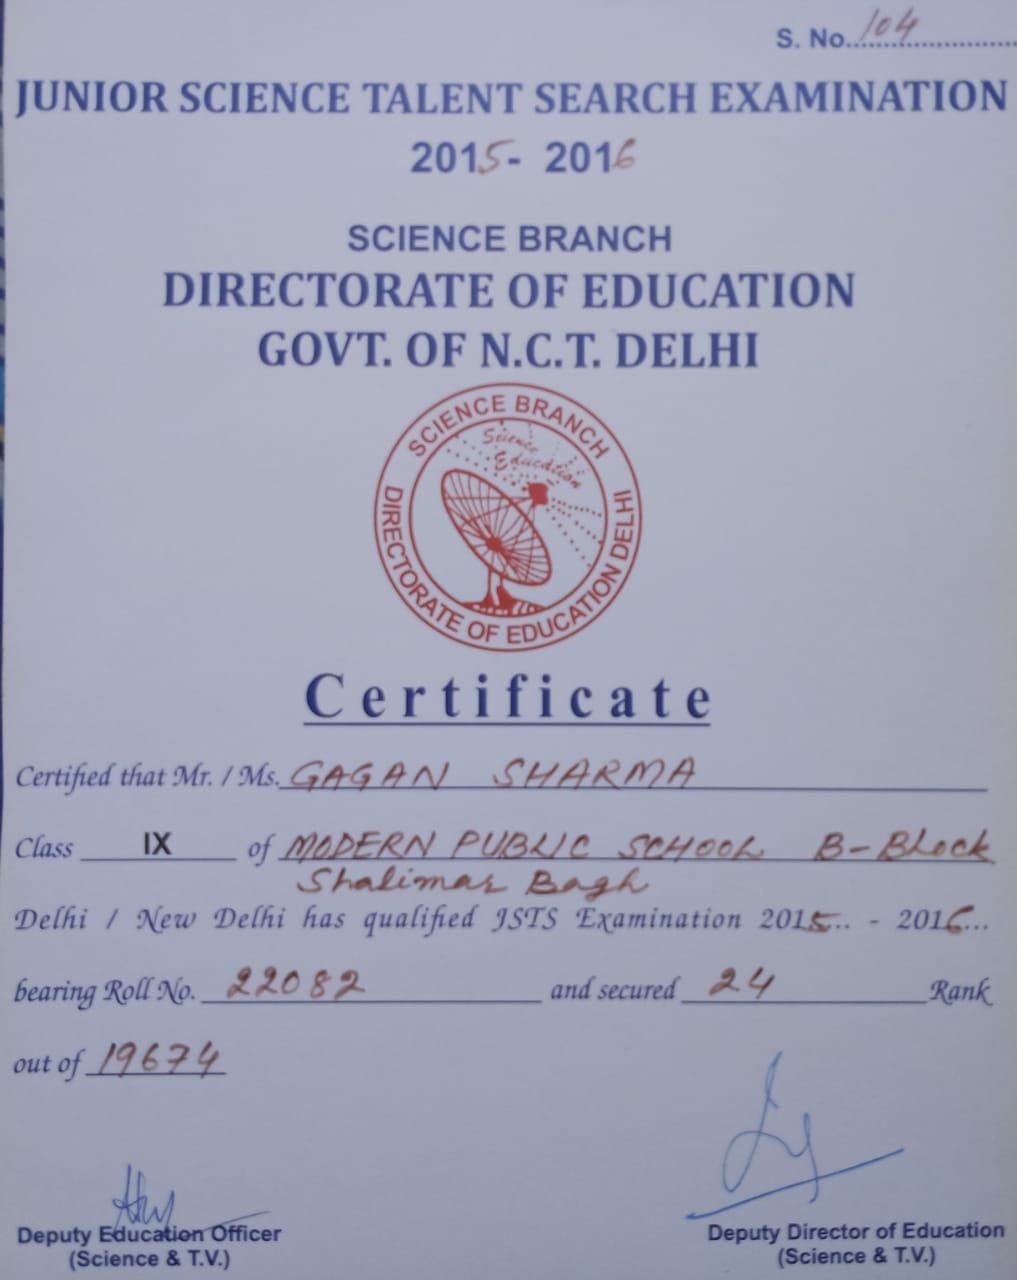 S. No. 104
JUNIOR SCIENCE TALENT SEARCH EXAMINATION
2015- 2016
SCIENCE BRANCH
DIRECTORATE OF EDUCATION
GOVT. OF N.C.T. DELHI
SCIENCE BRANCH
Science
Education
DIRECTORATE OF EDUCATION DELHI
Certificate
Certified that Mr. / Ms. GAGAN SHARMA
Class IX of MODERN PUBLIC SCHOOL B-Block
Shalimar Bagh
Delhi / New Delhi has qualified JSTS Examination 2015.. - 2016...
bearing Roll No. 22082 and secured 24 Rank
out of 19674
Deputy Education Officer
(Science & T.V.)
Deputy Director of Education
(Science & T.V.)